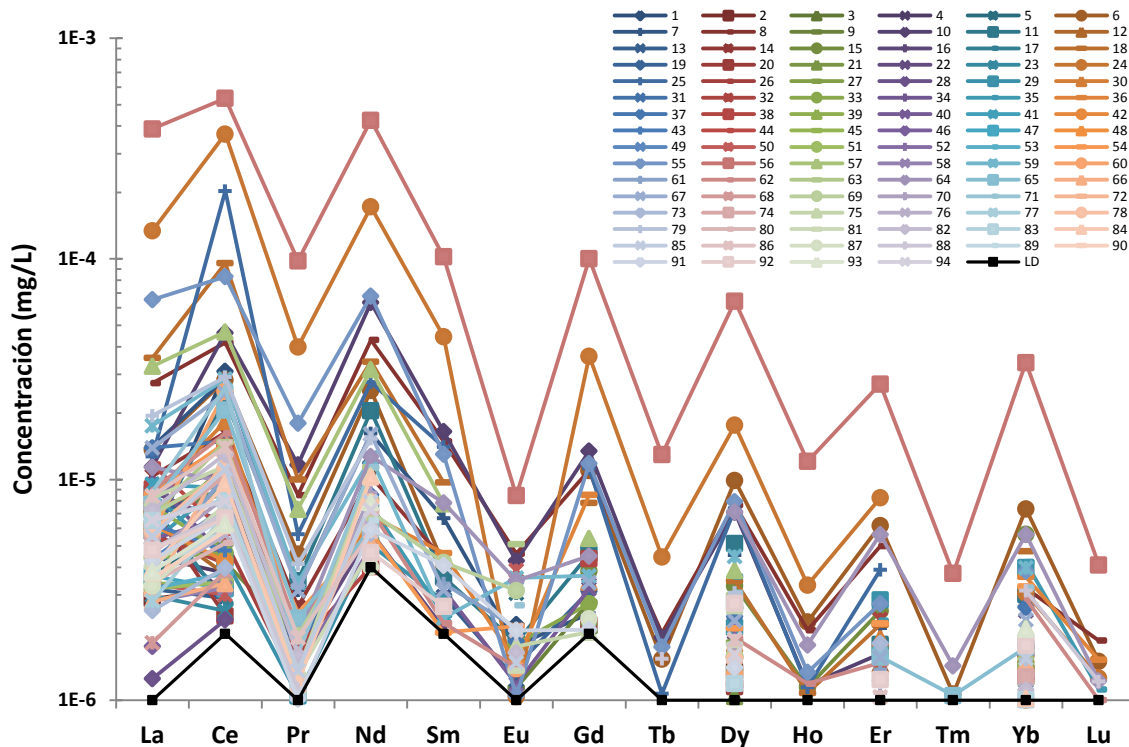 1 2 3 4 5 6
7 8 9 10 11 12
13 14 15 16 17 18
19 20 21 22 23 24
25 26 27 28 29 30
31 32 33 34 35 36
37 38 39 40 41 42
43 44 45 46 47 48
49 50 51 52 53 54
55 56 57 58 59 60
61 62 63 64 65 66
67 68 69 70 71 72
73 74 75 76 77 78
79 80 81 82 83 84
85 86 87 88 89 90
91 92 93 94 LD
1E-3
1E-4
1E-5
1E-6
Concentración (mg/L)
La Ce Pr Nd Sm Eu Gd Tb Dy Ho Er Tm Yb Lu